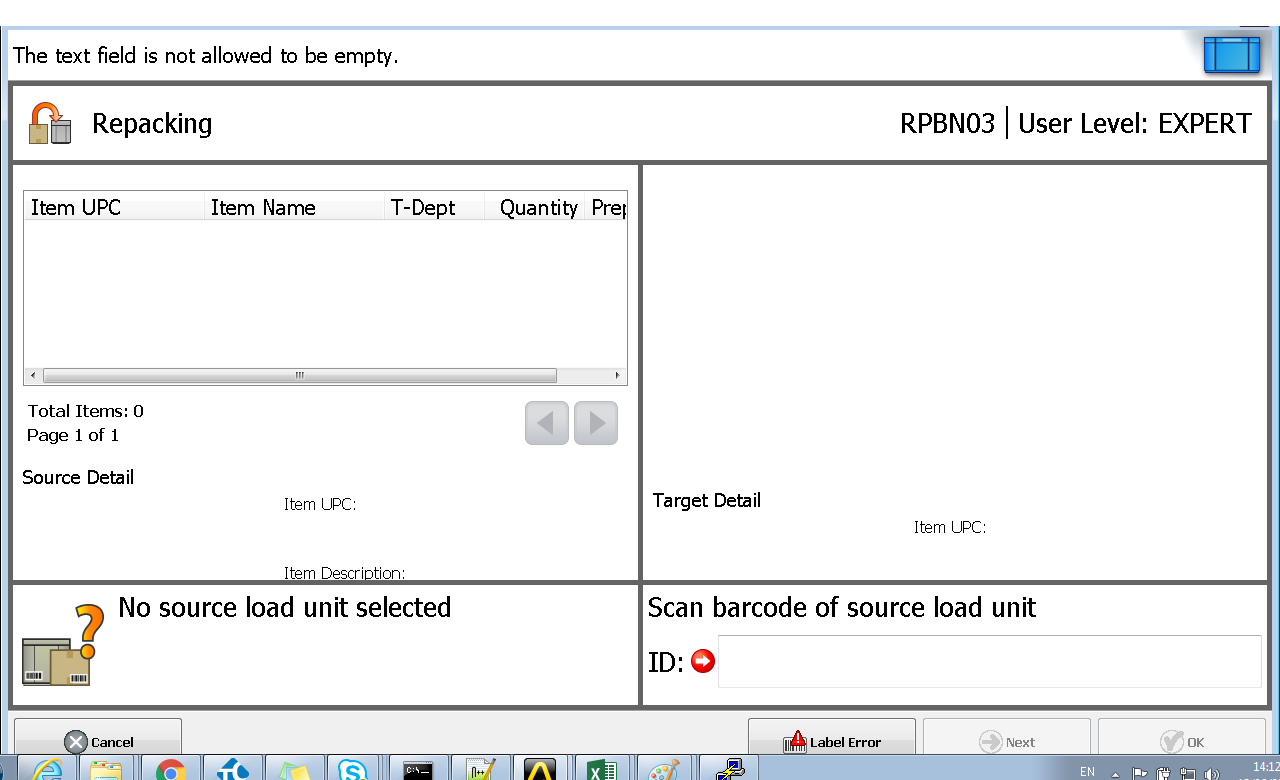 The text field is not allowed to be empty.
Repacking
RPBN03 | User Level: EXPERT
Item UPC Item Name T-Dept Quantity Prep
Total Items: 0
Page 1 of 1
Source Detail
Item UPC:
Item Description:
Target Detail
Item UPC:
No source load unit selected
Scan barcode of source load unit
ID:
Cancel
Label Error
Next
OK
EN
14:12